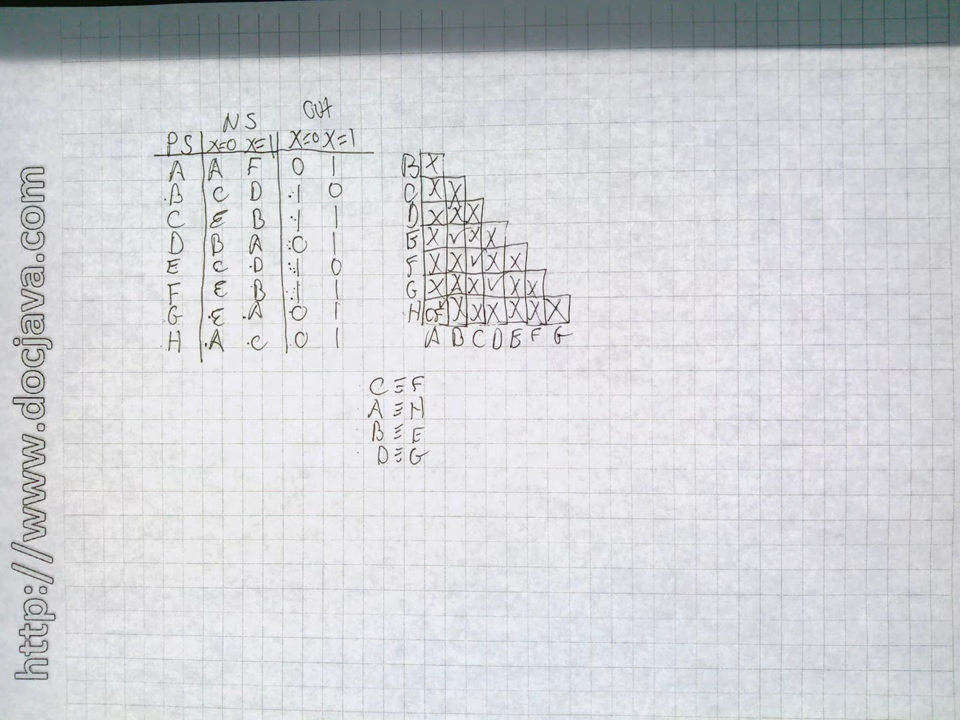 http://www.docjava.com
NS OUT
PS X=0 X=1 X=0 X=1
A A F 0 1
B C D 1 0
C E B 1 1
D B A 0 1
E C D 1 0
F E B 1 1
G E A 0 1
H A C 0 1
B X
C X X
D X X X
E X ✓ X X
F X X ✓ X X
G X X X ✓ X X
H X X X X X X
A B C D E F G
C ≡ F
A ≡ H
B ≡ E
D ≡ G